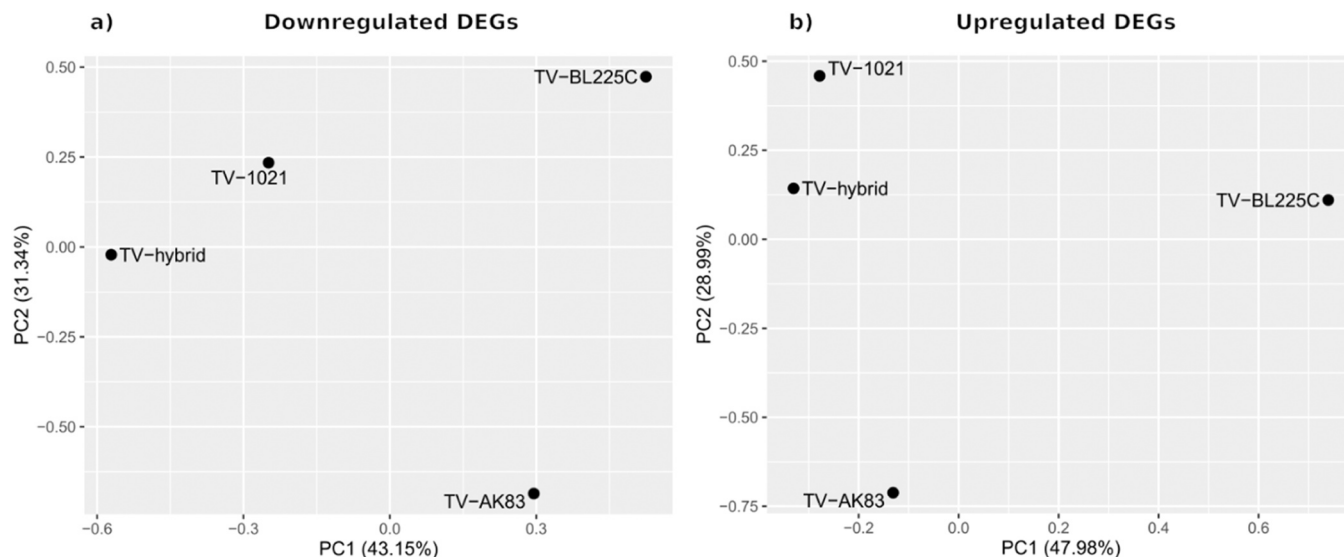 a) Downregulated DEGs
0.50
0.25
0.00
−0.25
−0.50
PC2 (31.34%)
TV−BL225C
TV−1021
TV−hybrid
TV−AK83
−0.6 −0.3 0.0 0.3
PC1 (43.15%)
b) Upregulated DEGs
0.50
0.25
0.00
−0.25
−0.50
−0.75
PC2 (28.99%)
TV−1021
TV−hybrid
TV−BL225C
TV−AK83
−0.2 0.0 0.2 0.4 0.6
PC1 (47.98%)